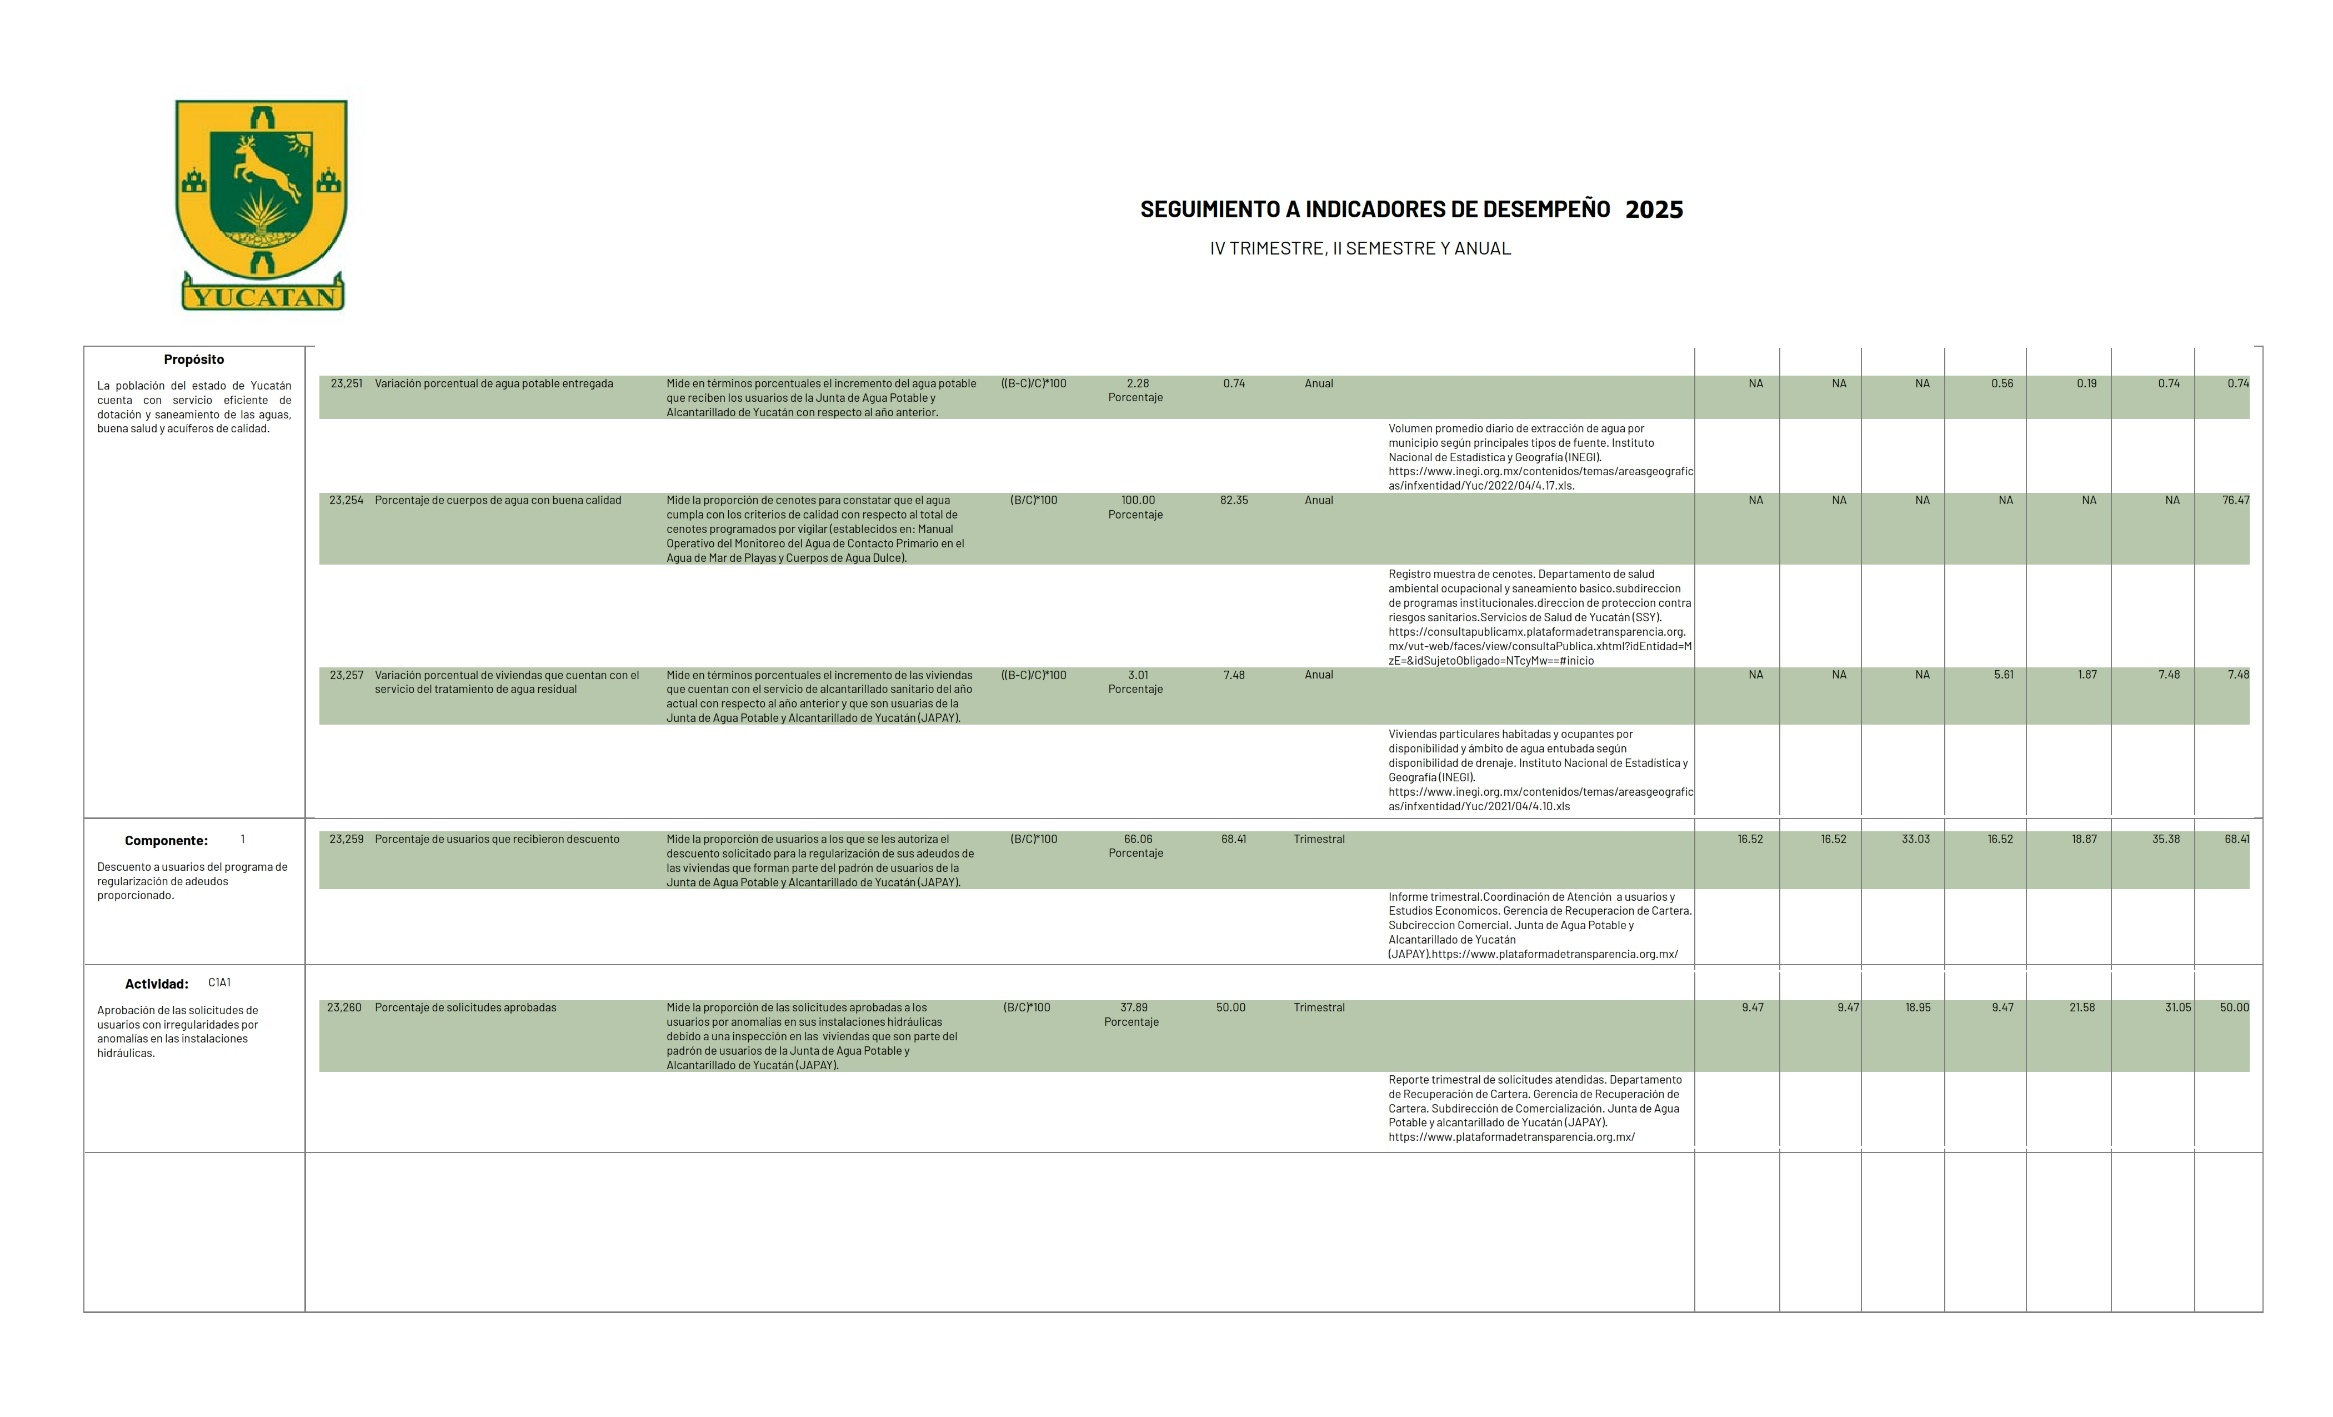 YUCATAN
SEGUIMIENTO A INDICADORES DE DESEMPEÑO 2025
IV TRIMESTRE, II SEMESTRE Y ANUAL
Propósito
La población del estado de Yucatán
cuenta con servicio eficiente de
dotación y saneamiento de las aguas,
buena salud y acuíferos de calidad.
23,251 Variación porcentual de agua potable entregada
Mide en términos porcentuales el incremento del agua potable
que reciben los usuarios de la Junta de Agua Potable y
Alcantarillado de Yucatán con respecto al año anterior.
((B-C)/C)*100
2.28
Porcentaje
0.74
Anual
NA NA NA 0.56 0.19 0.74 0.74
Volumen promedio diario de extracción de agua por
municipio según principales tipos de fuente. Instituto
Nacional de Estadística y Geografía (INEGI).
https://www.inegi.org.mx/contenidos/temas/areasgeografic
as/infxentidad/Yuc/2022/04/4.17.xls.
23,254 Porcentaje de cuerpos de agua con buena calidad
Mide la proporción de cenotes para constatar que el agua
cumpla con los criterios de calidad con respecto al total de
cenotes programados por vigilar (establecidos en: Manual
Operativo del Monitoreo del Agua de Contacto Primario en el
Agua de Mar de Playas y Cuerpos de Agua Dulce).
(B/C)*100
100.00
Porcentaje
82.35
Anual
NA NA NA NA NA NA 76.47
Registro muestra de cenotes. Departamento de salud
ambiental ocupacional y saneamiento basico.subdireccion
de programas institucionales.direccion de proteccion contra
riesgos sanitarios.Servicios de Salud de Yucatán (SSY).
https://consultapublicamx.plataformadetransparencia.org.
mx/vut-web/faces/view/consultaPublica.xhtml?idEntidad=M
zE=&idSujetoObligado=NTcyMw==#inicio
23,257 Variación porcentual de viviendas que cuentan con el
servicio del tratamiento de agua residual
Mide en términos porcentuales el incremento de las viviendas
que cuentan con el servicio de alcantarillado sanitario del año
actual con respecto al año anterior y que son usuarias de la
Junta de Agua Potable y Alcantarillado de Yucatán (JAPAY).
((B-C)/C)*100
3.01
Porcentaje
7.48
Anual
NA NA NA 5.61 1.87 7.48 7.48
Viviendas particulares habitadas y ocupantes por
disponibilidad y ámbito de agua entubada según
disponibilidad de drenaje. Instituto Nacional de Estadística y
Geografía (INEGI).
https://www.inegi.org.mx/contenidos/temas/areasgeografic
as/infxentidad/Yuc/2021/04/4.10.xls
Componente: 1
Descuento a usuarios del programa de
regularización de adeudos
proporcionado.
23,259 Porcentaje de usuarios que recibieron descuento
Mide la proporción de usuarios a los que se les autoriza el
descuento solicitado para la regularización de sus adeudos de
las viviendas que forman parte del padrón de usuarios de la
Junta de Agua Potable y Alcantarillado de Yucatán (JAPAY).
(B/C)*100
66.06
Porcentaje
68.41
Trimestral
16.52 16.52 33.03 16.52 18.87 35.38 68.41
Informe trimestral.Coordinación de Atención a usuarios y
Estudios Economicos. Gerencia de Recuperacion de Cartera.
Subcireccion Comercial. Junta de Agua Potable y
Alcantarillado de Yucatán
(JAPAY).https://www.plataformadetransparencia.org.mx/
Actividad: C1A1
Aprobación de las solicitudes de
usuarios con irregularidades por
anomalías en las instalaciones
hidráulicas.
23,260 Porcentaje de solicitudes aprobadas
Mide la proporción de las solicitudes aprobadas a los
usuarios por anomalías en sus instalaciones hidráulicas
debido a una inspección en las viviendas que son parte del
padrón de usuarios de la Junta de Agua Potable y
Alcantarillado de Yucatán (JAPAY).
(B/C)*100
37.89
Porcentaje
50.00
Trimestral
9.47 9.47 18.95 9.47 21.58 31.05 50.00
Reporte trimestral de solicitudes atendidas. Departamento
de Recuperación de Cartera. Gerencia de Recuperación de
Cartera. Subdirección de Comercialización. Junta de Agua
Potable y alcantarillado de Yucatán (JAPAY).
https://www.plataformadetransparencia.org.mx/